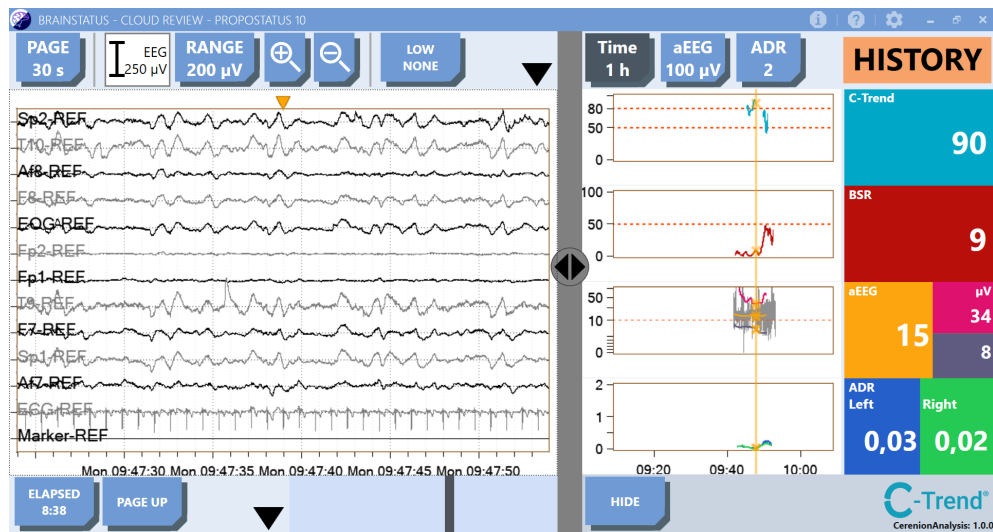 BRAINSTATUS - CLOUD REVIEW - PROPOSTATUS 10
PAGE
30 s
EEG
250 µV
RANGE
200 µV
LOW
NONE
Time
1 h
aEEG
100 µV
ADR
2
HISTORY
Sp2-REF
T10-REF
Af8-REF
F8-REF
EOG-REF
Fp2-REF
Fp1-REF
T9-REF
F7-REF
Sp1-REF
Af7-REF
ECG-REF
Marker-REF
Mon 09:47:30 Mon 09:47:35 Mon 09:47:40 Mon 09:47:45 Mon 09:47:50
80
50
0
100
50
0
50
10
0
2
1
0
09:20 09:40 10:00
C-Trend
90
BSR
9
aEEG
15
µV
34
8
ADR
Left
0,03
Right
0,02
ELAPSED
8:38
PAGE UP
HIDE
C-Trend®
CerenionAnalysis: 1.0.0